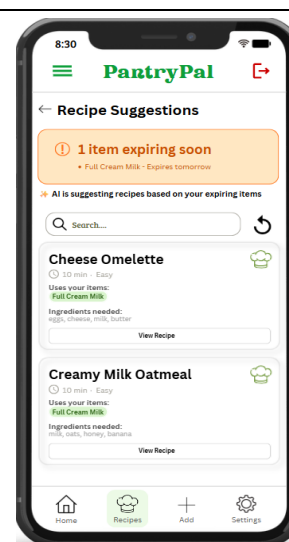 8:30
PantryPal
← Recipe Suggestions
1 item expiring soon
• Full Cream Milk - Expires tomorrow
AI is suggesting recipes based on your expiring items
Search...
Cheese Omelette
10 min - Easy
Uses your items:
Full Cream Milk
Ingredients needed:
eggs, cheese, milk, butter
View Recipe
Creamy Milk Oatmeal
10 min - Easy
Uses your items:
Full Cream Milk
Ingredients needed:
milk, oats, honey, banana
View Recipe
Home Recipes Add Settings